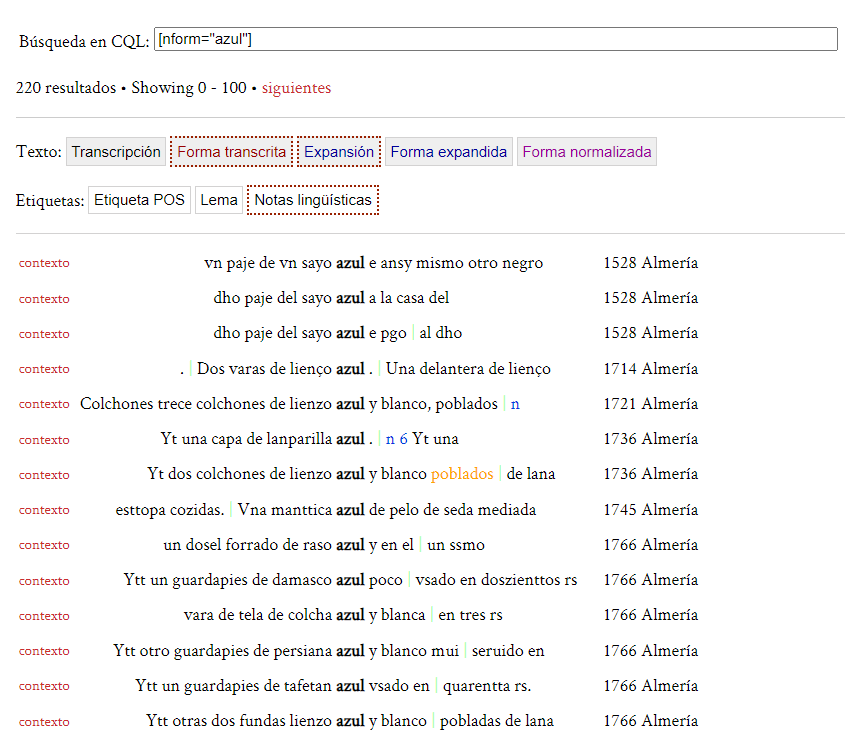 Búsqueda en CQL: [nform="azul"]
220 resultados • Showing 0 - 100 • siguientes
Texto: Transcripción Forma transcrita Expansión Forma expandida Forma normalizada
Etiquetas: Etiqueta POS Lema Notas lingüísticas
contexto vn paje de vn sayo azul e ansy mismo otro negro 1528 Almería
contexto dho paje del sayo azul a la casa del 1528 Almería
contexto dho paje del sayo azul e pgo | al dho 1528 Almería
contexto . | Dos varas de lienço azul . | Una delantera de lienço 1714 Almería
contexto Colchones trece colchones de lienzo azul y blanco, poblados | n 1721 Almería
contexto Yt una capa de lanparilla azul . | n 6 Yt una 1736 Almería
contexto Yt dos colchones de lienzo azul y blanco poblados | de lana 1736 Almería
contexto esttopa cozidas. | Vna manttica azul de pelo de seda mediada 1745 Almería
contexto un dosel forrado de raso azul y en el | un ssmo 1766 Almería
contexto Ytt un guardapies de damasco azul poco | vsado en doszienttos rs 1766 Almería
contexto vara de tela de colcha azul y blanca | en tres rs 1766 Almería
contexto Ytt otro guardapies de persiana azul y blanco mui | seruido en 1766 Almería
contexto Ytt un guardapies de tafetan azul vsado en | quarentta rs. 1766 Almería
contexto Ytt otras dos fundas lienzo azul y blanco | pobladas de lana 1766 Almería